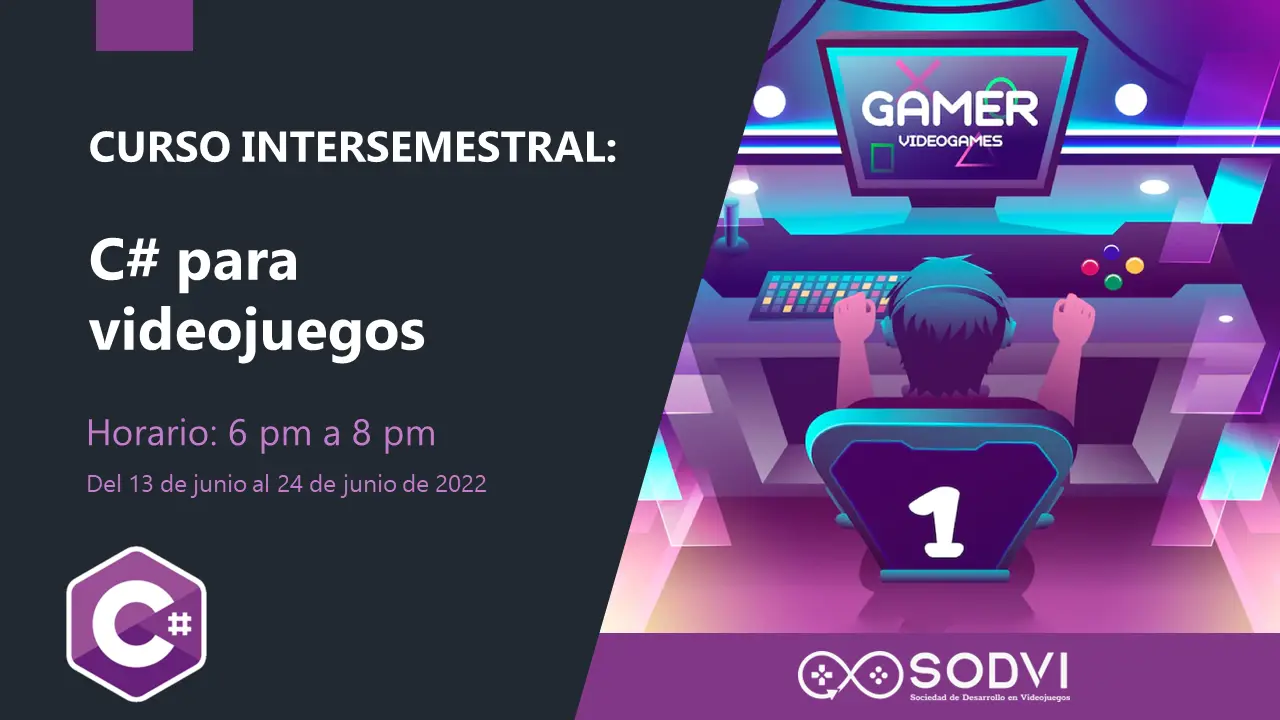 CURSO INTERSEMESTRAL:
C# para
videojuegos
Horario: 6 pm a 8 pm
Del 13 de junio al 24 de junio de 2022
C#
GAMER
VIDEOGAMES
1
SODVI
Sociedad de Desarrollo en Videojuegos